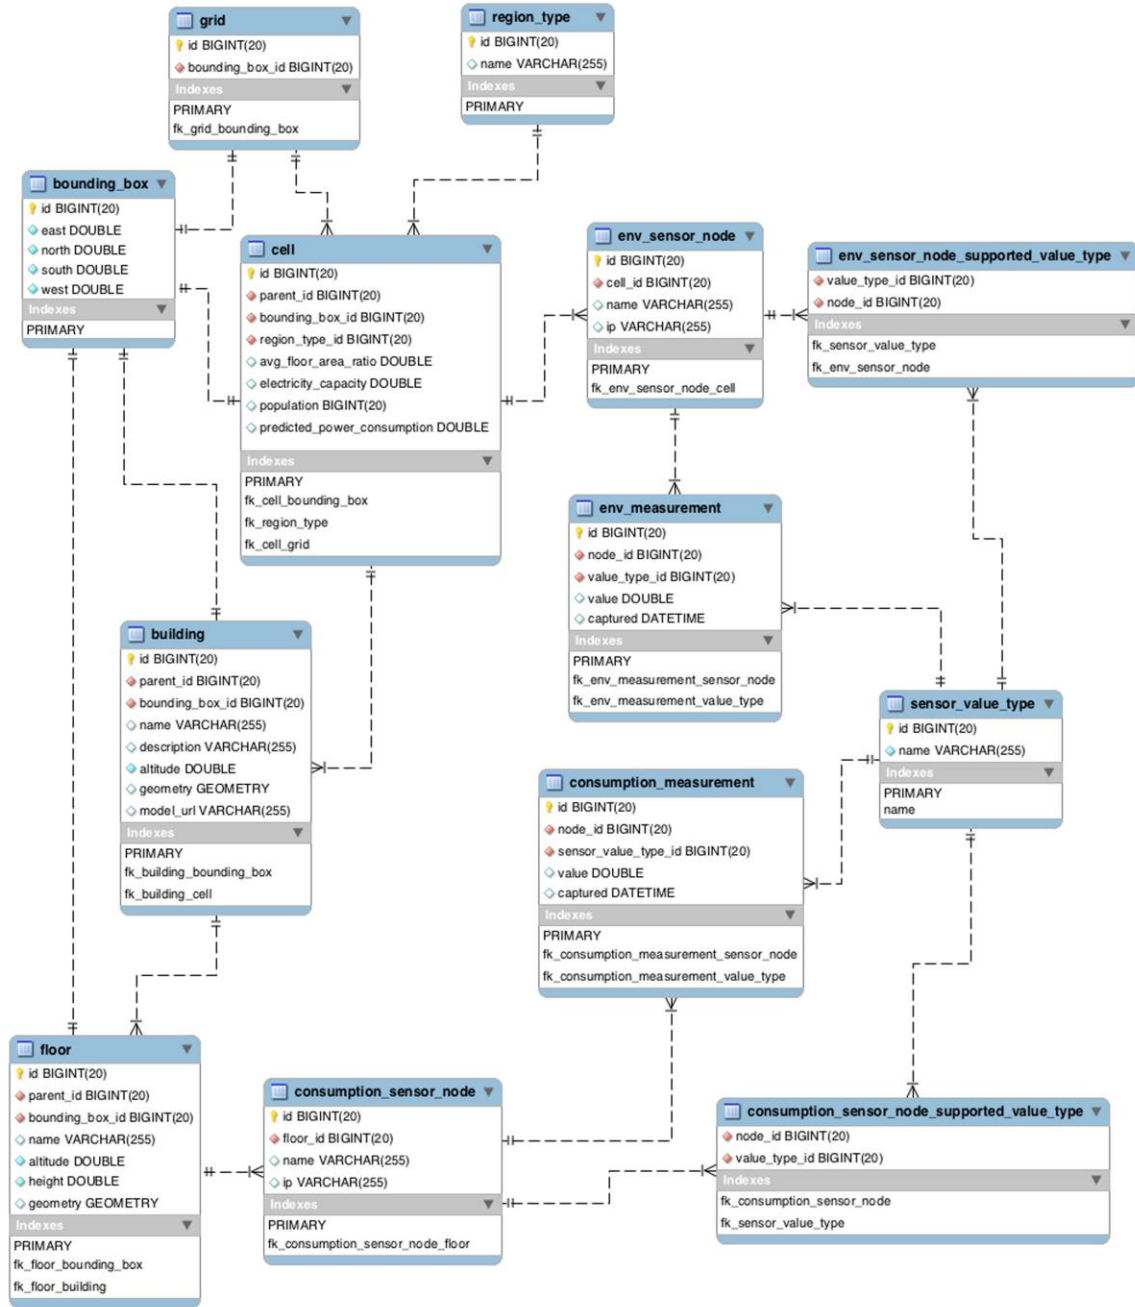 grid
id BIGINT(20)
bounding_box_id BIGINT(20)
Indexes
PRIMARY
fk_grid_bounding_box
region_type
id BIGINT(20)
name VARCHAR(255)
Indexes
PRIMARY
bounding_box
id BIGINT(20)
east DOUBLE
north DOUBLE
south DOUBLE
west DOUBLE
Indexes
PRIMARY
cell
id BIGINT(20)
parent_id BIGINT(20)
bounding_box_id BIGINT(20)
region_type_id BIGINT(20)
avg_floor_area_ratio DOUBLE
electricity_capacity DOUBLE
population BIGINT(20)
predicted_power_consumption DOUBLE
Indexes
PRIMARY
fk_cell_bounding_box
fk_region_type
fk_cell_grid
env_sensor_node
id BIGINT(20)
cell_id BIGINT(20)
name VARCHAR(255)
ip VARCHAR(255)
Indexes
PRIMARY
fk_env_sensor_node_cell
env_sensor_node_supported_value_type
value_type_id BIGINT(20)
node_id BIGINT(20)
Indexes
fk_sensor_value_type
fk_env_sensor_node
env_measurement
id BIGINT(20)
node_id BIGINT(20)
value_type_id BIGINT(20)
value DOUBLE
captured DATETIME
Indexes
PRIMARY
fk_env_measurement_sensor_node
fk_env_measurement_value_type
building
id BIGINT(20)
parent_id BIGINT(20)
bounding_box_id BIGINT(20)
name VARCHAR(255)
description VARCHAR(255)
altitude DOUBLE
geometry GEOMETRY
model_url VARCHAR(255)
Indexes
PRIMARY
fk_building_bounding_box
fk_building_cell
sensor_value_type
id BIGINT(20)
name VARCHAR(255)
Indexes
PRIMARY
name
consumption_measurement
id BIGINT(20)
node_id BIGINT(20)
sensor_value_type_id BIGINT(20)
value DOUBLE
captured DATETIME
Indexes
PRIMARY
fk_consumption_measurement_sensor_node
fk_consumption_measurement_value_type
floor
id BIGINT(20)
parent_id BIGINT(20)
bounding_box_id BIGINT(20)
name VARCHAR(255)
altitude DOUBLE
height DOUBLE
geometry GEOMETRY
Indexes
PRIMARY
fk_floor_bounding_box
fk_floor_building
consumption_sensor_node
id BIGINT(20)
floor_id BIGINT(20)
name VARCHAR(255)
ip VARCHAR(255)
Indexes
PRIMARY
fk_consumption_sensor_node_floor
consumption_sensor_node_supported_value_type
node_id BIGINT(20)
value_type_id BIGINT(20)
Indexes
fk_consumption_sensor_node
fk_sensor_value_type